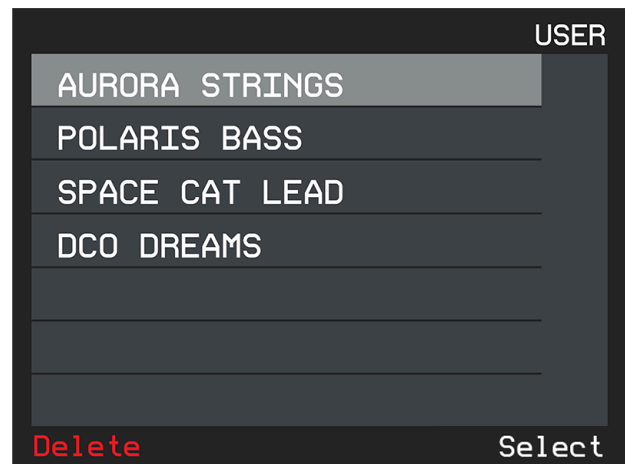 USER
AURORA STRINGS
POLARIS BASS
SPACE CAT LEAD
DCO DREAMS
Delete Select